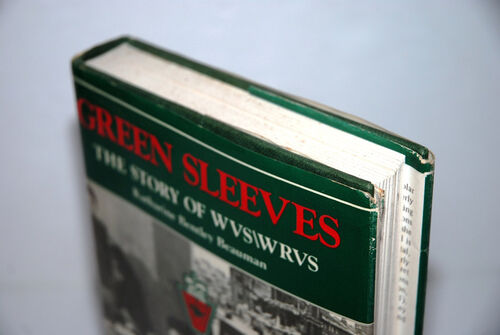 GREEN SLEEVES
THE STORY OF WVS\WRVS
Katharine Bentley Beauman